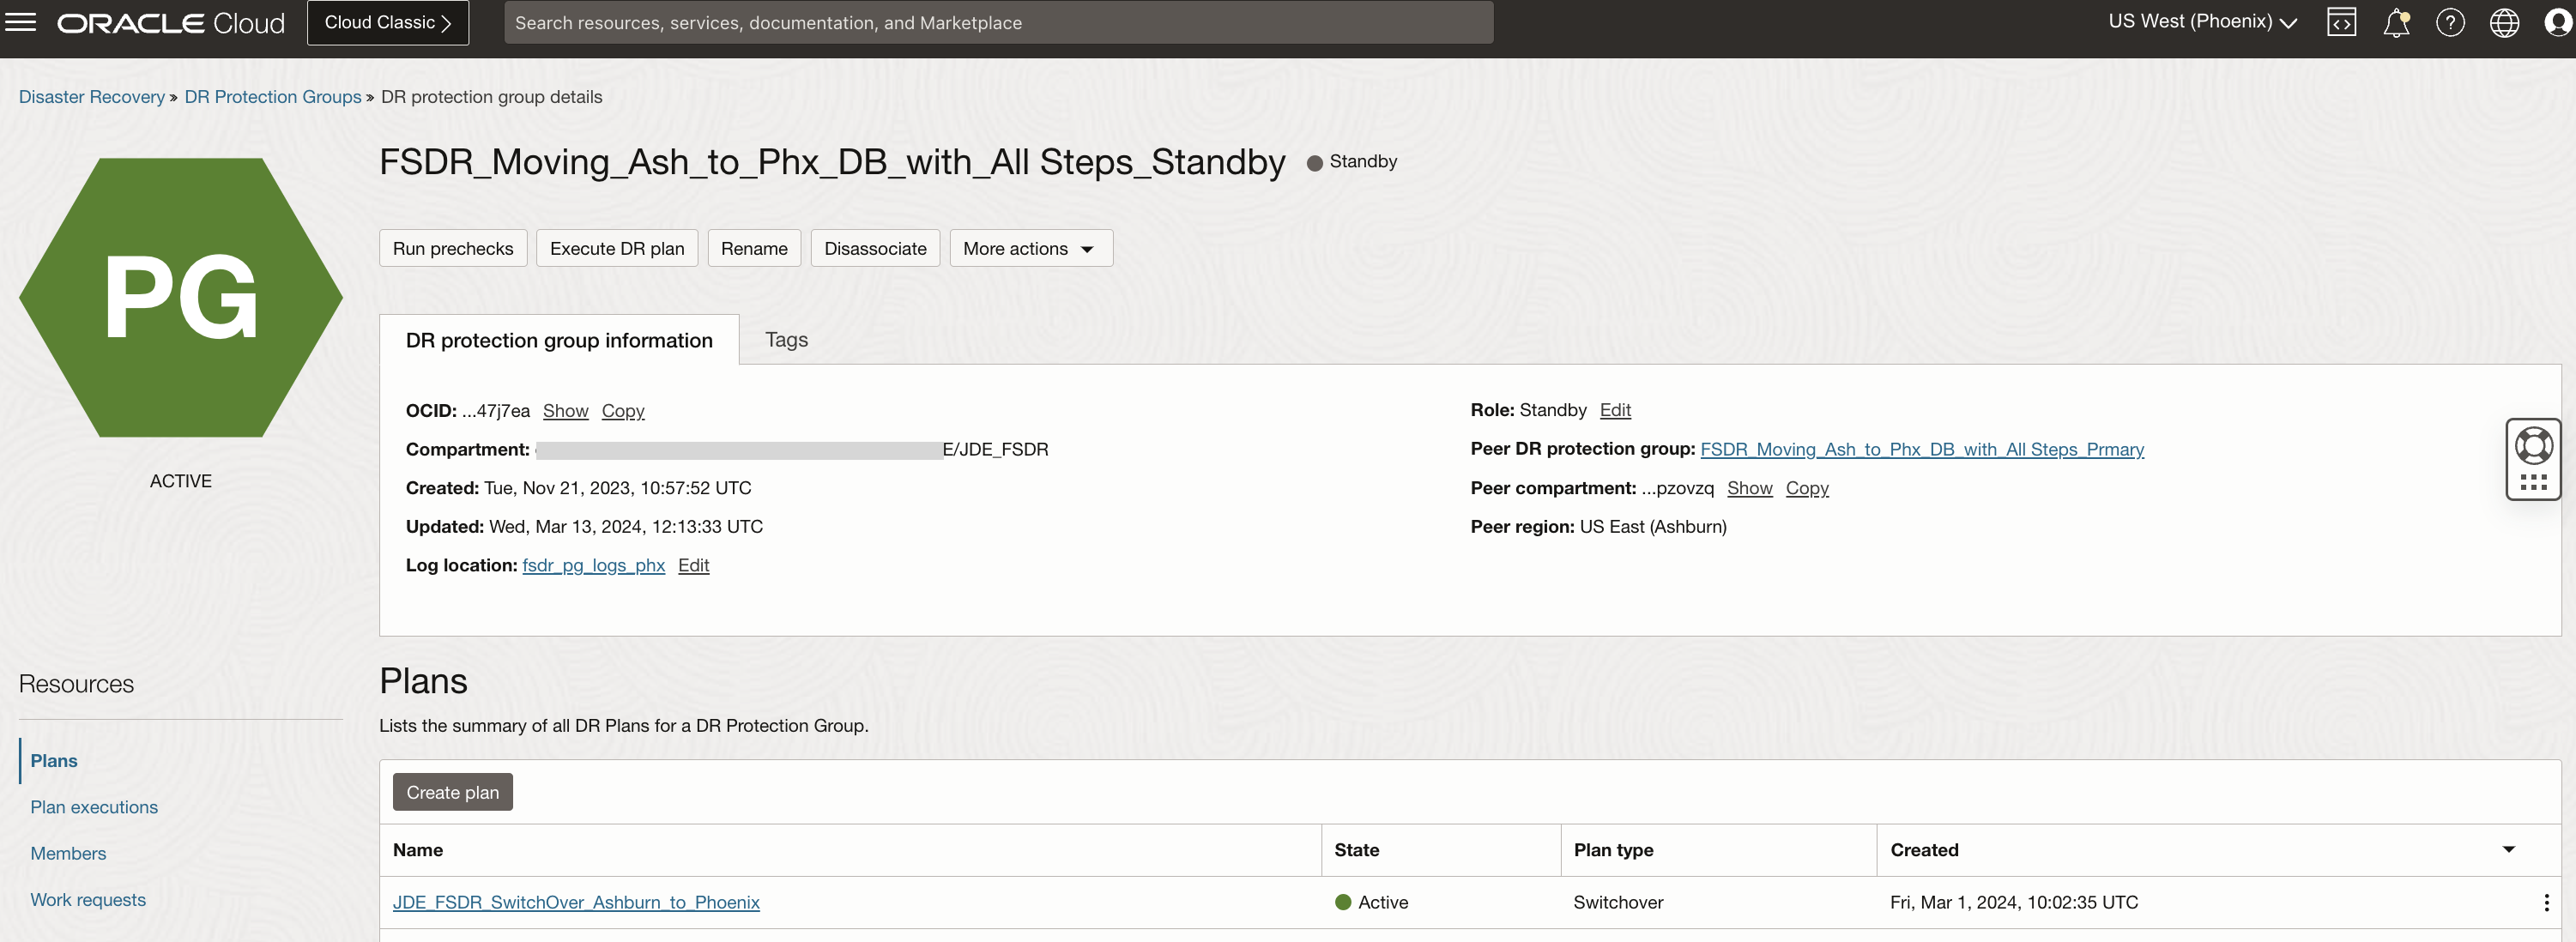 ORACLE Cloud Cloud Classic Search resources, services, documentation, and Marketplace US West (Phoenix)
Disaster Recovery » DR Protection Groups » DR protection group details
PG
ACTIVE
FSDR_Moving_Ash_to_Phx_DB_with_All Steps_Standby Standby
Run prechecks Execute DR plan Rename Disassociate More actions
DR protection group information Tags
OCID: ...47j7ea Show Copy
Compartment: E/JDE_FSDR
Created: Tue, Nov 21, 2023, 10:57:52 UTC
Updated: Wed, Mar 13, 2024, 12:13:33 UTC
Log location: fsdr_pg_logs_phx Edit
Role: Standby Edit
Peer DR protection group: FSDR_Moving_Ash_to_Phx_DB_with_All Steps_Prmary
Peer compartment: ...pzovzq Show Copy
Peer region: US East (Ashburn)
Resources
Plans
Plan executions
Members
Work requests
Plans
Lists the summary of all DR Plans for a DR Protection Group.
Create plan
Name State Plan type Created
JDE_FSDR_SwitchOver_Ashburn_to_Phoenix Active Switchover Fri, Mar 1, 2024, 10:02:35 UTC